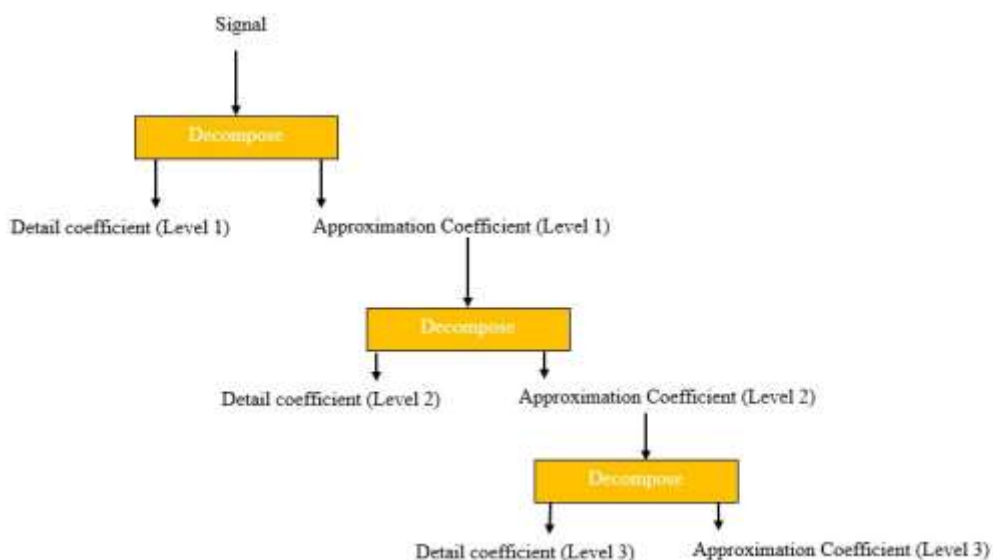 Signal
Decompose
Detail coefficient (Level 1)
Approximation Coefficient (Level 1)
Decompose
Detail coefficient (Level 2)
Approximation Coefficient (Level 2)
Decompose
Detail coefficient (Level 3)
Approximation Coefficient (Level 3)